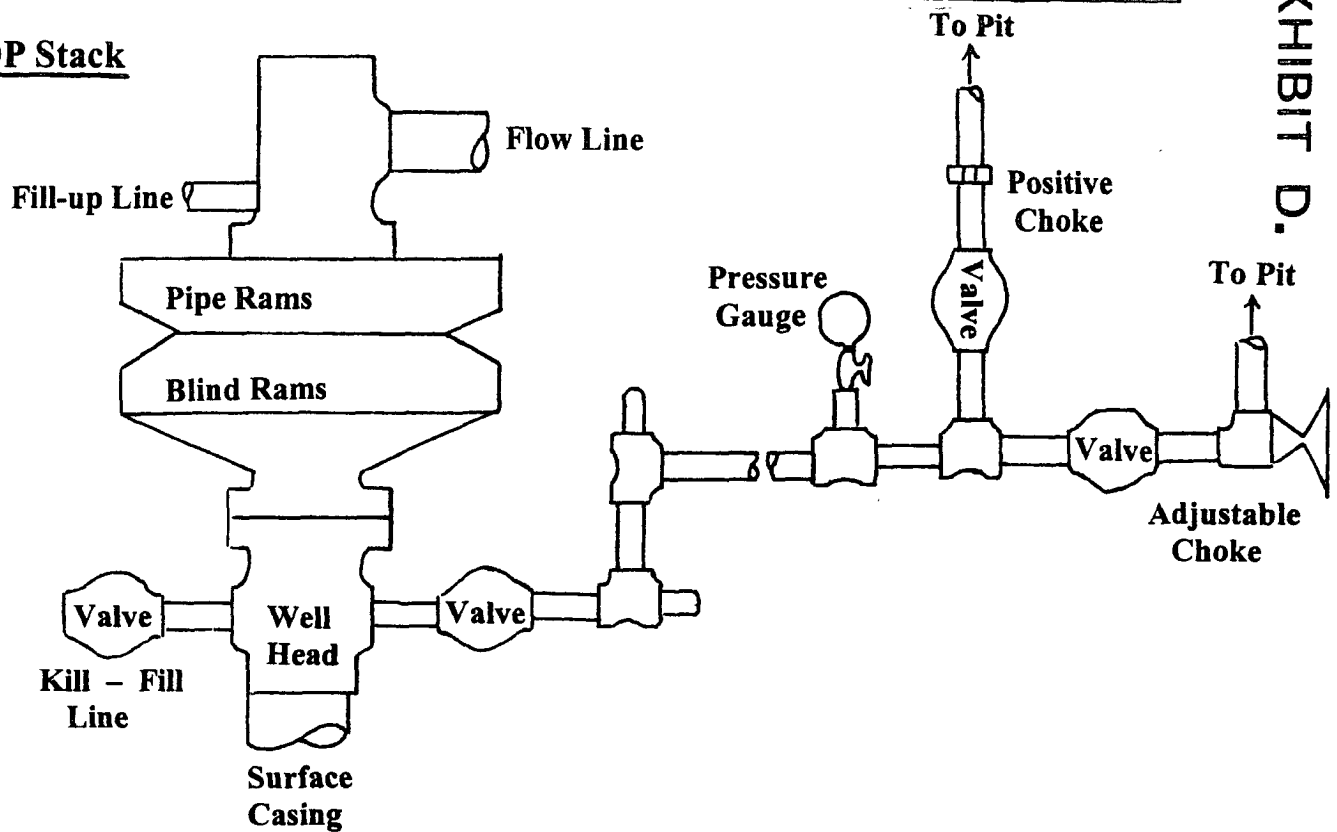 To Pit
P Stack
Flow Line
Fill-up Line
Positive
Choke
Pipe Rams
Pressure
Gauge
Valve
To Pit
Blind Rams
Valve
Adjustable
Choke
Valve
Well
Head
Valve
Kill – Fill
Line
Surface
Casing
XHIBIT D.